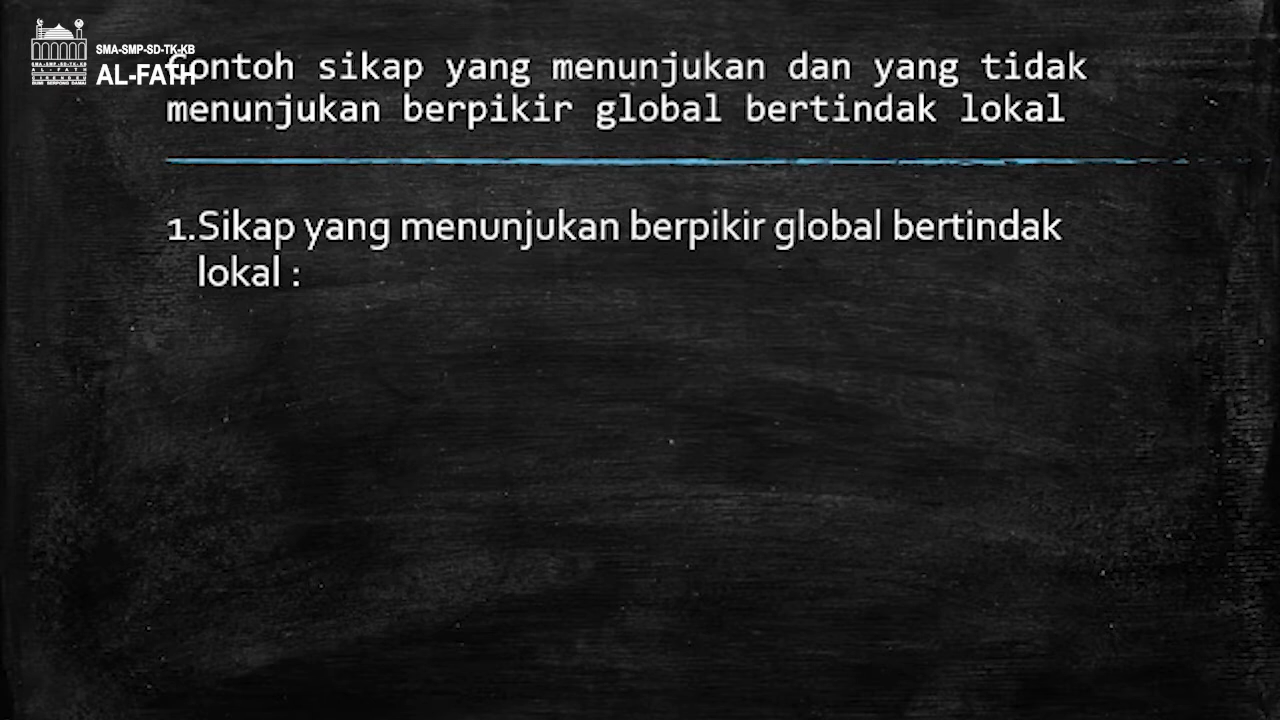 SMA-SMP-SD-TK-KB
AL-FATH
Contoh sikap yang menunjukan dan yang tidak
menunjukan berpikir global bertindak lokal
1.Sikap yang menunjukan berpikir global bertindak
lokal :